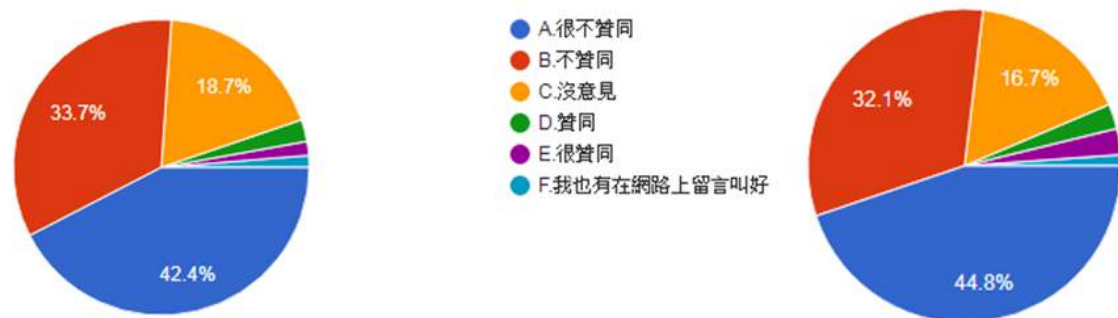 33.7%
18.7%
42.4%
A.很不贊同
B.不贊同
C.沒意見
D.贊同
E.很贊同
F.我也有在網路上留言叫好
32.1%
16.7%
44.8%